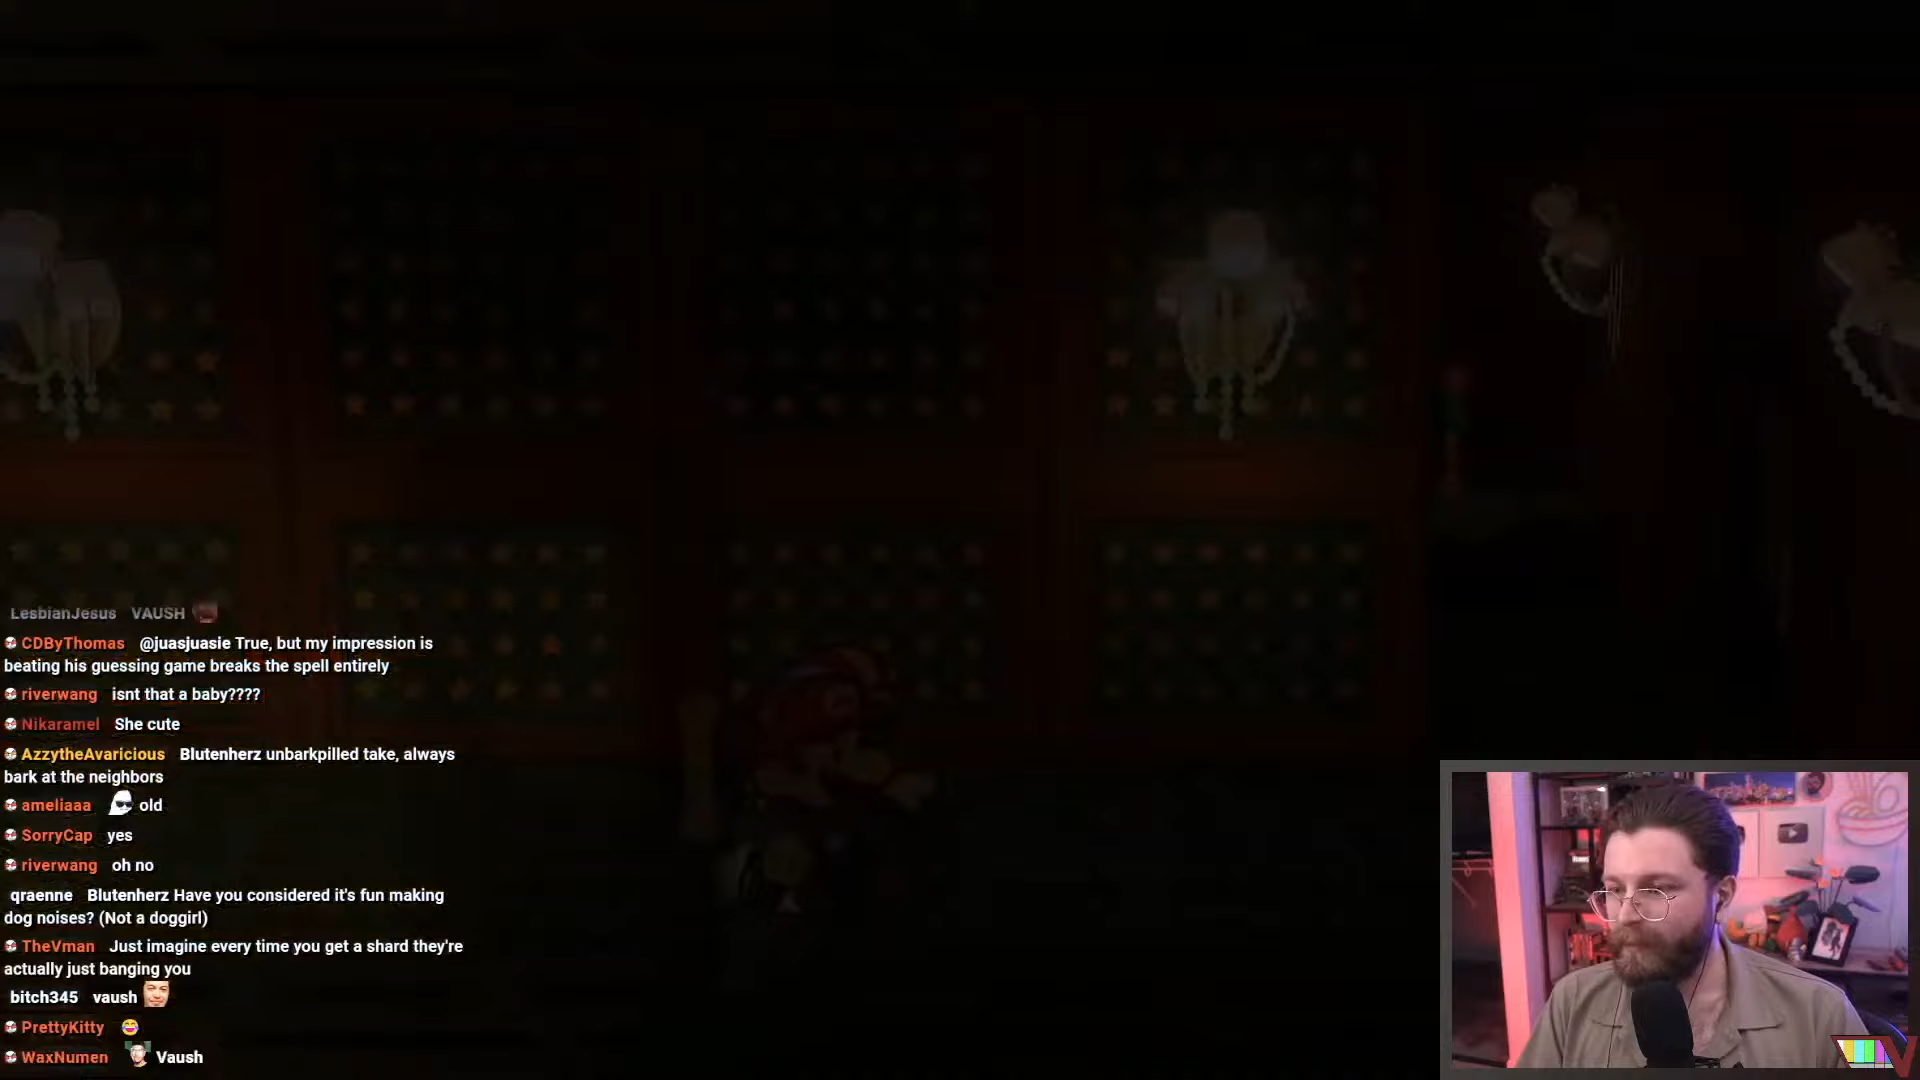 LesbianJesus VAUSH
CDByThomas @juasjuasie True, but my impression is
beating his guessing game breaks the spell entirely
riverwang isnt that a baby????
Nikaramel She cute
AzzytheAvaricious Blutenherz unbarkpilled take, always
bark at the neighbors
ameliaaa old
SorryCap yes
riverwang oh no
qraenne Blutenherz Have you considered it's fun making
dog noises? (Not a doggirl)
TheVman Just imagine every time you get a shard they're
actually just banging you
bitch345 vaush
PrettyKitty
WaxNumen Vaush
V